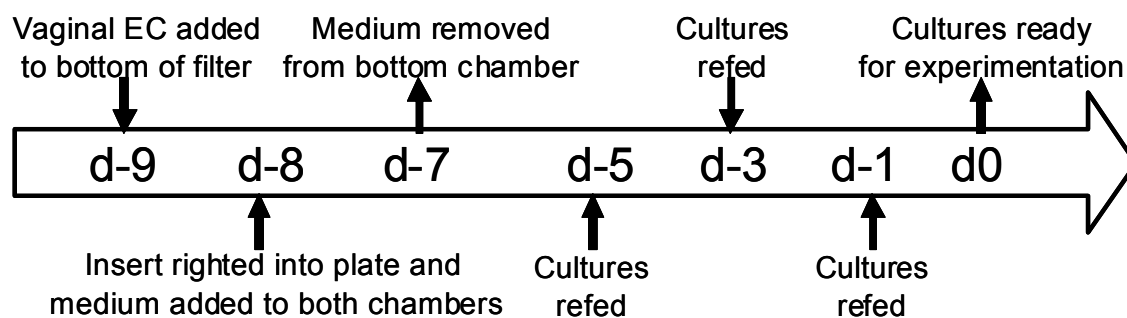 Vaginal EC added
to bottom of filter
Medium removed
from bottom chamber
Cultures
refed
Cultures ready
for experimentation
d-9 d-8 d-7 d-5 d-3 d-1 d0
Insert righted into plate and
medium added to both chambers
Cultures
refed
Cultures
refed